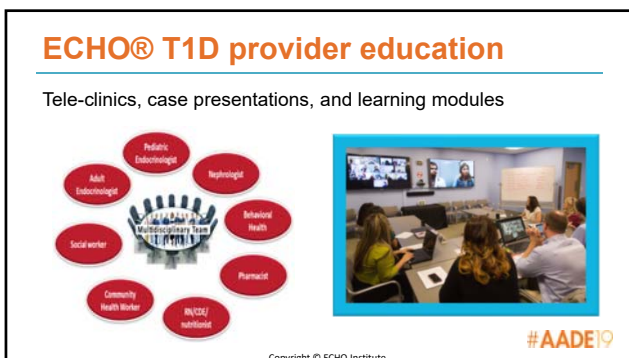 ECHO® T1D provider education
Tele-clinics, case presentations, and learning modules
Pediatric
Endocrinologist
Nephrologist
Behavioral
Health
Pharmacist
RN/CDE/
nutritionist
Community
Health Worker
Social worker
Adult
Endocrinologist
Multidisciplinary Team
Copyright © ECHO Institute
#AADE19